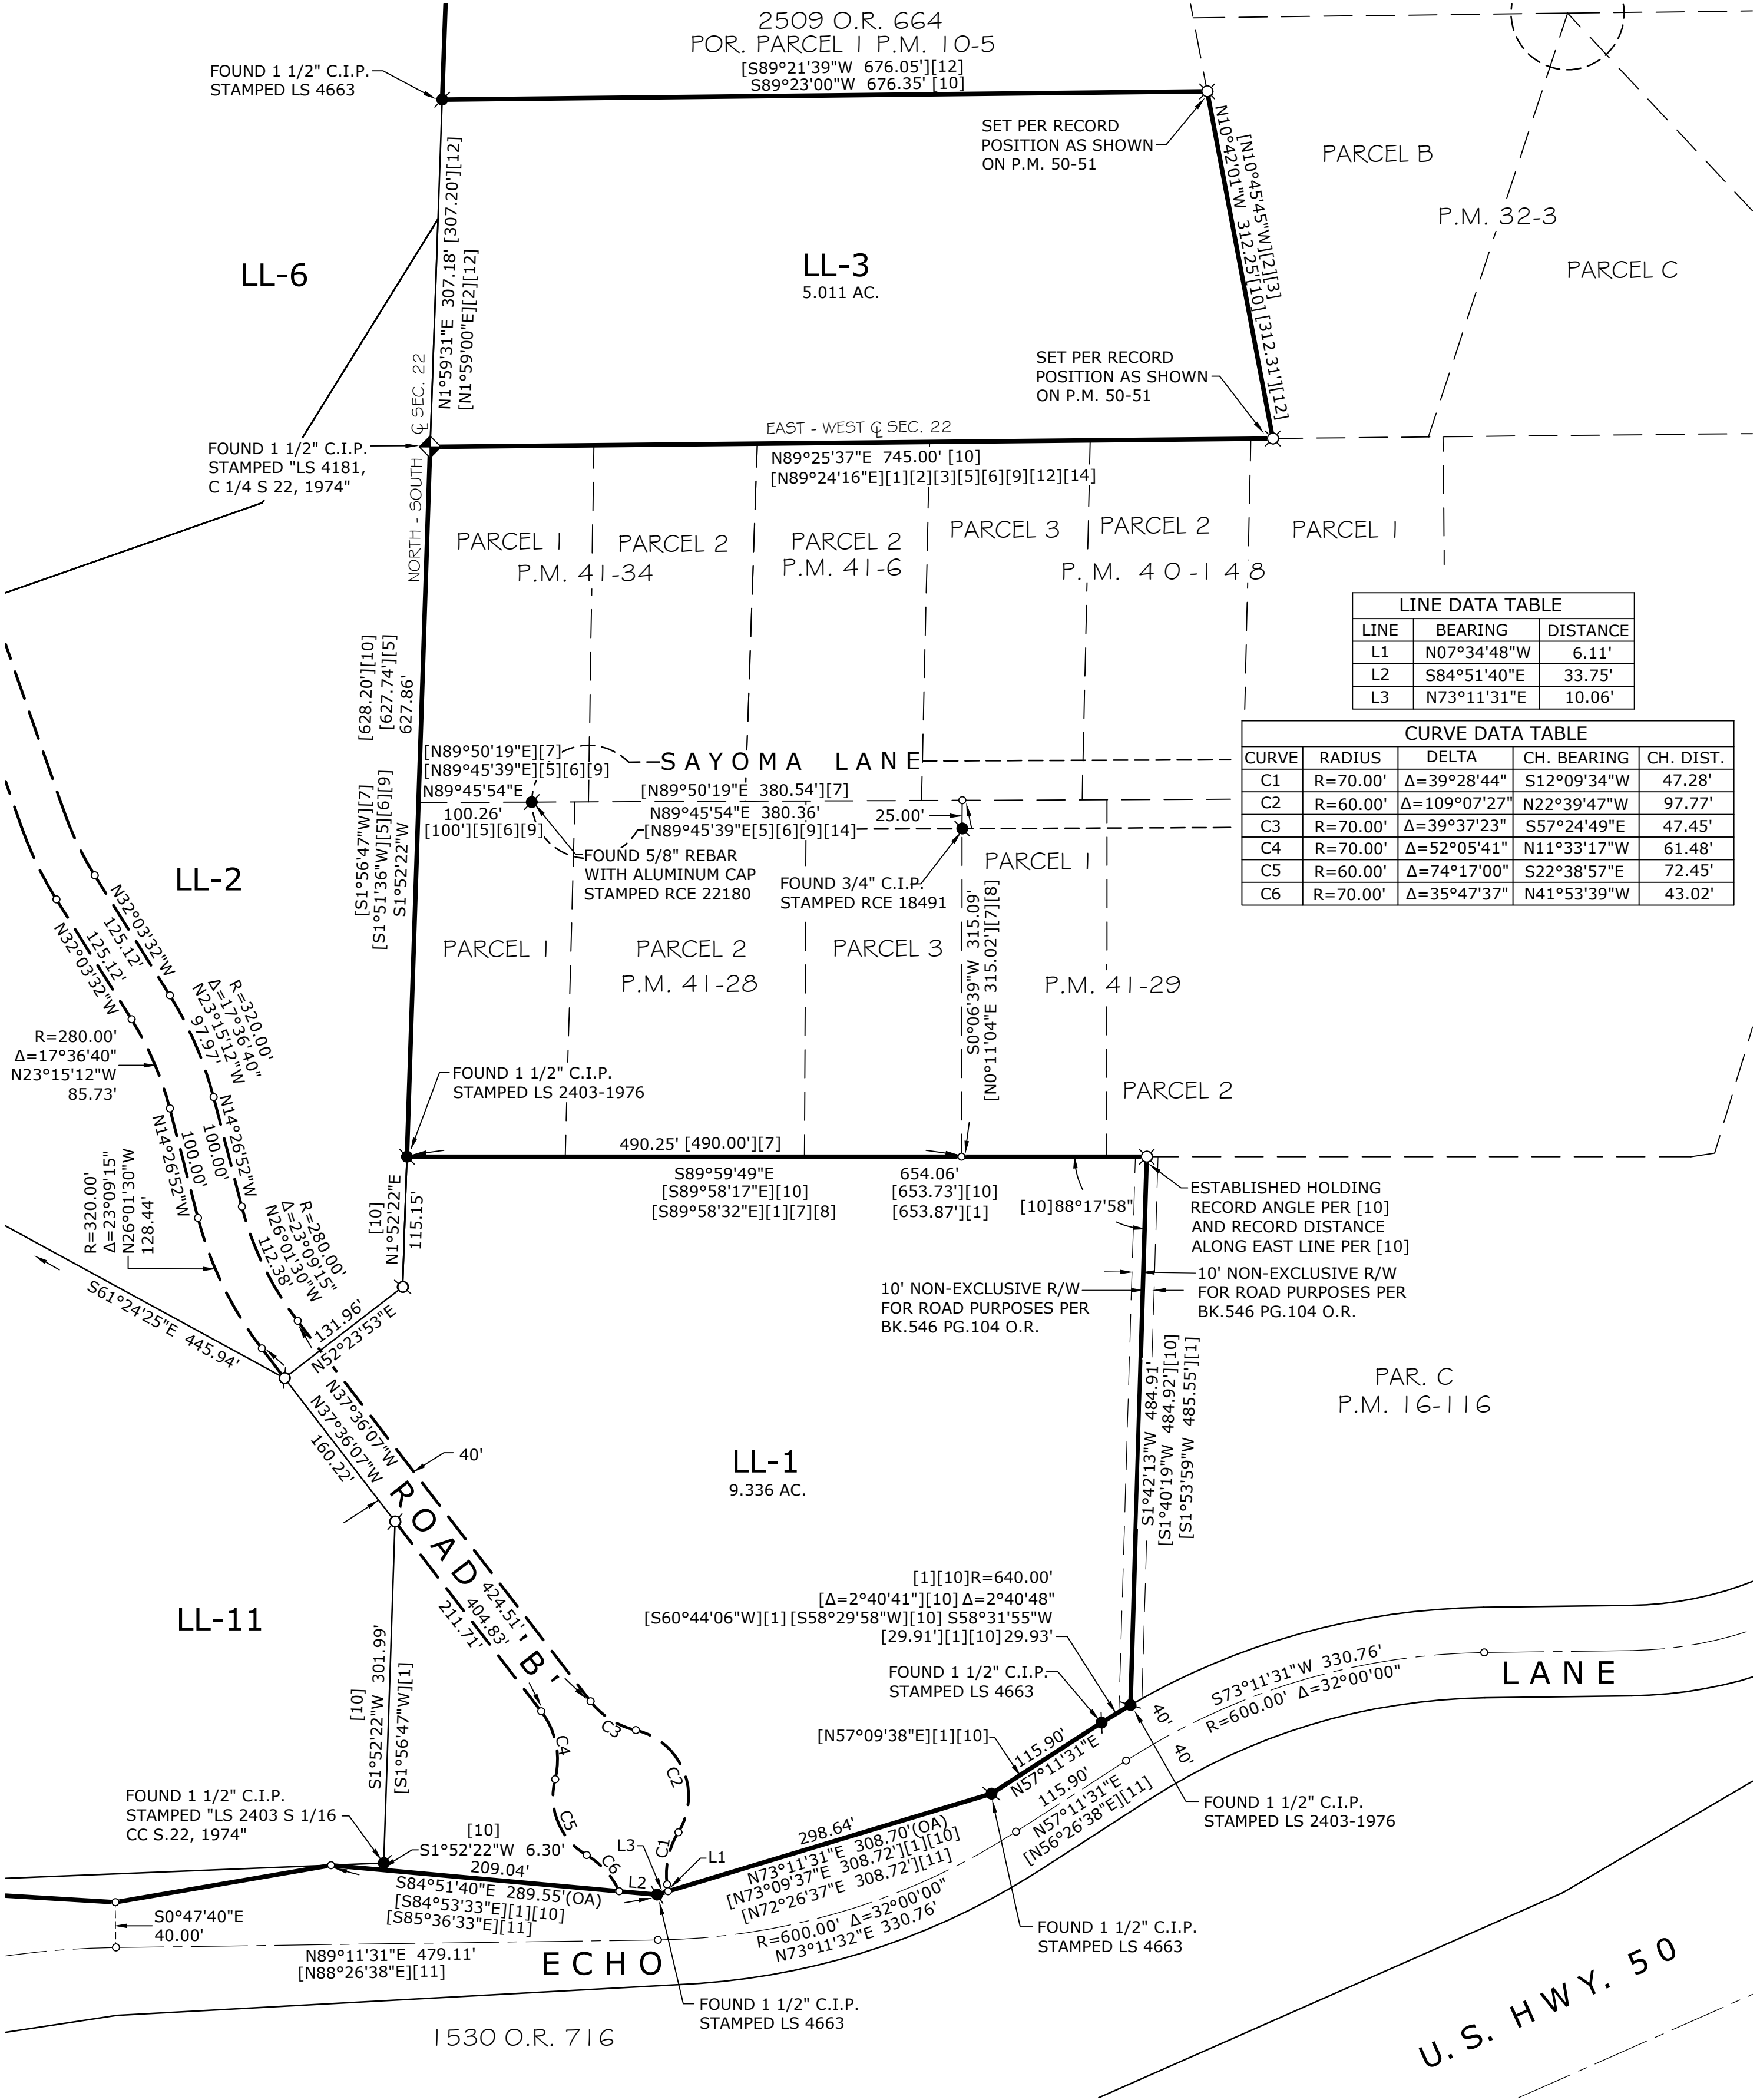 2509 O.R. 664
POR. PARCEL 1 P.M. 10-5
[S89°21'39"W 676.05'][12]
S89°23'00"W 676.35' [10]
FOUND 1 1/2" C.I.P.
STAMPED LS 4663
SET PER RECORD
POSITION AS SHOWN
ON P.M. 50-51
N10°42'01"W 312.25'[10] [312.31'][12]
[N10°45'45"W][2][3]
PARCEL B
P.M. 32-3
PARCEL C
N1°59'31"E 307.18' [307.20'][12]
[N1°59'00"E][2][12]
LL-6
LL-3
5.011 AC.
SET PER RECORD
POSITION AS SHOWN
ON P.M. 50-51
NORTH - SOUTH ℄ SEC. 22
EAST - WEST ℄ SEC. 22
N89°25'37"E 745.00' [10]
[N89°24'16"E][1][2][3][5][6][9][12][14]
FOUND 1 1/2" C.I.P.
STAMPED "LS 4181,
C 1/4 S 22, 1974"
PARCEL 1
PARCEL 2
P.M. 41-34
PARCEL 2
P.M. 41-6
PARCEL 3
PARCEL 2
PARCEL 1
P. M. 40-148
LINE DATA TABLE
LINE BEARING DISTANCE
L1 N07°34'48"W 6.11'
L2 S84°51'40"E 33.75'
L3 N73°11'31"E 10.06'
CURVE DATA TABLE
CURVE RADIUS DELTA CH. BEARING CH. DIST.
C1 R=70.00' Δ=39°28'44" S12°09'34"W 47.28'
C2 R=60.00' Δ=109°07'27" N22°39'47"W 97.77'
C3 R=70.00' Δ=39°37'23" S57°24'49"E 47.45'
C4 R=70.00' Δ=52°05'41" N11°33'17"W 61.48'
C5 R=60.00' Δ=74°17'00" S22°38'57"E 72.45'
C6 R=70.00' Δ=35°47'37" N41°53'39"W 43.02'
[628.20'][10]
[627.74'][5]
627.86'
[S1°56'47"W][7]
[S1°51'36"W][5][6][9]
S1°52'22"W
[N89°50'19"E][7]
[N89°45'39"E][5][6][9]
N89°45'54"E
100.26'
[100'][5][6][9]
SAYOMA LANE
[N89°50'19"E 380.54'][7]
N89°45'54"E 380.36'
[N89°45'39"E[5][6][9][14]
25.00'
FOUND 5/8" REBAR
WITH ALUMINUM CAP
STAMPED RCE 22180
FOUND 3/4" C.I.P.
STAMPED RCE 18491
PARCEL 1
LL-2
PARCEL 1
PARCEL 2
PARCEL 3
P.M. 41-28
P.M. 41-29
S0°06'39"W 315.09'
[N0°11'04"E 315.02'][7][8]
PARCEL 2
N32°03'32"W
125.12'
125.12'
N32°03'32"W
R=320.00'
Δ=17°36'40"
N23°15'12"W
97.97'
R=280.00'
Δ=17°36'40"
N23°15'12"W
85.73'
N14°26'52"W
100.00'
100.00'
N14°26'52"W
R=320.00'
Δ=23°09'15"
N26°01'30"W
128.44'
R=280.00'
Δ=23°09'15"
N26°01'30"W
112.38'
FOUND 1 1/2" C.I.P.
STAMPED LS 2403-1976
490.25' [490.00'][7]
S89°59'49"E 654.06'
[S89°58'17"E][10] [653.73'][10]
[S89°58'32"E][1][7][8] [653.87'][1]
[10]88°17'58"
ESTABLISHED HOLDING
RECORD ANGLE PER [10]
AND RECORD DISTANCE
ALONG EAST LINE PER [10]
[10]
N1°52'22"E
115.15'
10' NON-EXCLUSIVE R/W
FOR ROAD PURPOSES PER
BK.546 PG.104 O.R.
10' NON-EXCLUSIVE R/W
FOR ROAD PURPOSES PER
BK.546 PG.104 O.R.
S61°24'25"E 445.94'
131.96'
N52°23'53"E
N37°36'07"W
N37°36'07"W
160.22'
40'
S1°42'13"W 484.91'
[S1°40'19"W 484.92'][10]
[S1°53'59"W 485.55'][1]
PAR. C
P.M. 16-116
LL-1
9.336 AC.
ROAD 'B'
424.51'
404.83'
211.71'
LL-11
[10]
S1°52'22"W 301.99'
[S1°56'47"W][1]
[1][10]R=640.00'
[Δ=2°40'41"][10] Δ=2°40'48"
[S60°44'06"W][1] [S58°29'58"W][10] S58°31'55"W
[29.91'][1][10]29.93'
FOUND 1 1/2" C.I.P.
STAMPED LS 4663
[N57°09'38"E][1][10]
115.90'
N57°11'31"E
115.90'
N57°11'31"E
[N56°26'38"E][11]
40'
40'
S73°11'31"W 330.76'
R=600.00' Δ=32°00'00"
LANE
FOUND 1 1/2" C.I.P.
STAMPED LS 2403-1976
C3
C4
C2
C5
C1
C6
L3
L1
L2
FOUND 1 1/2" C.I.P.
STAMPED "LS 2403 S 1/16
CC S.22, 1974"
[10]
S1°52'22"W 6.30'
209.04'
S84°51'40"E 289.55'(OA)
[S84°53'33"E][1][10]
[S85°36'33"E][11]
298.64'
N73°11'31"E 308.70'(OA)
[N73°09'37"E 308.72'][1][10]
[N72°26'37"E 308.72'][11]
R=600.00' Δ=32°00'00"
N73°11'32"E 330.76'
FOUND 1 1/2" C.I.P.
STAMPED LS 4663
S0°47'40"E
40.00'
N89°11'31"E 479.11'
[N88°26'38"E][11]
ECHO
FOUND 1 1/2" C.I.P.
STAMPED LS 4663
1530 O.R. 716
U.S. HWY. 50